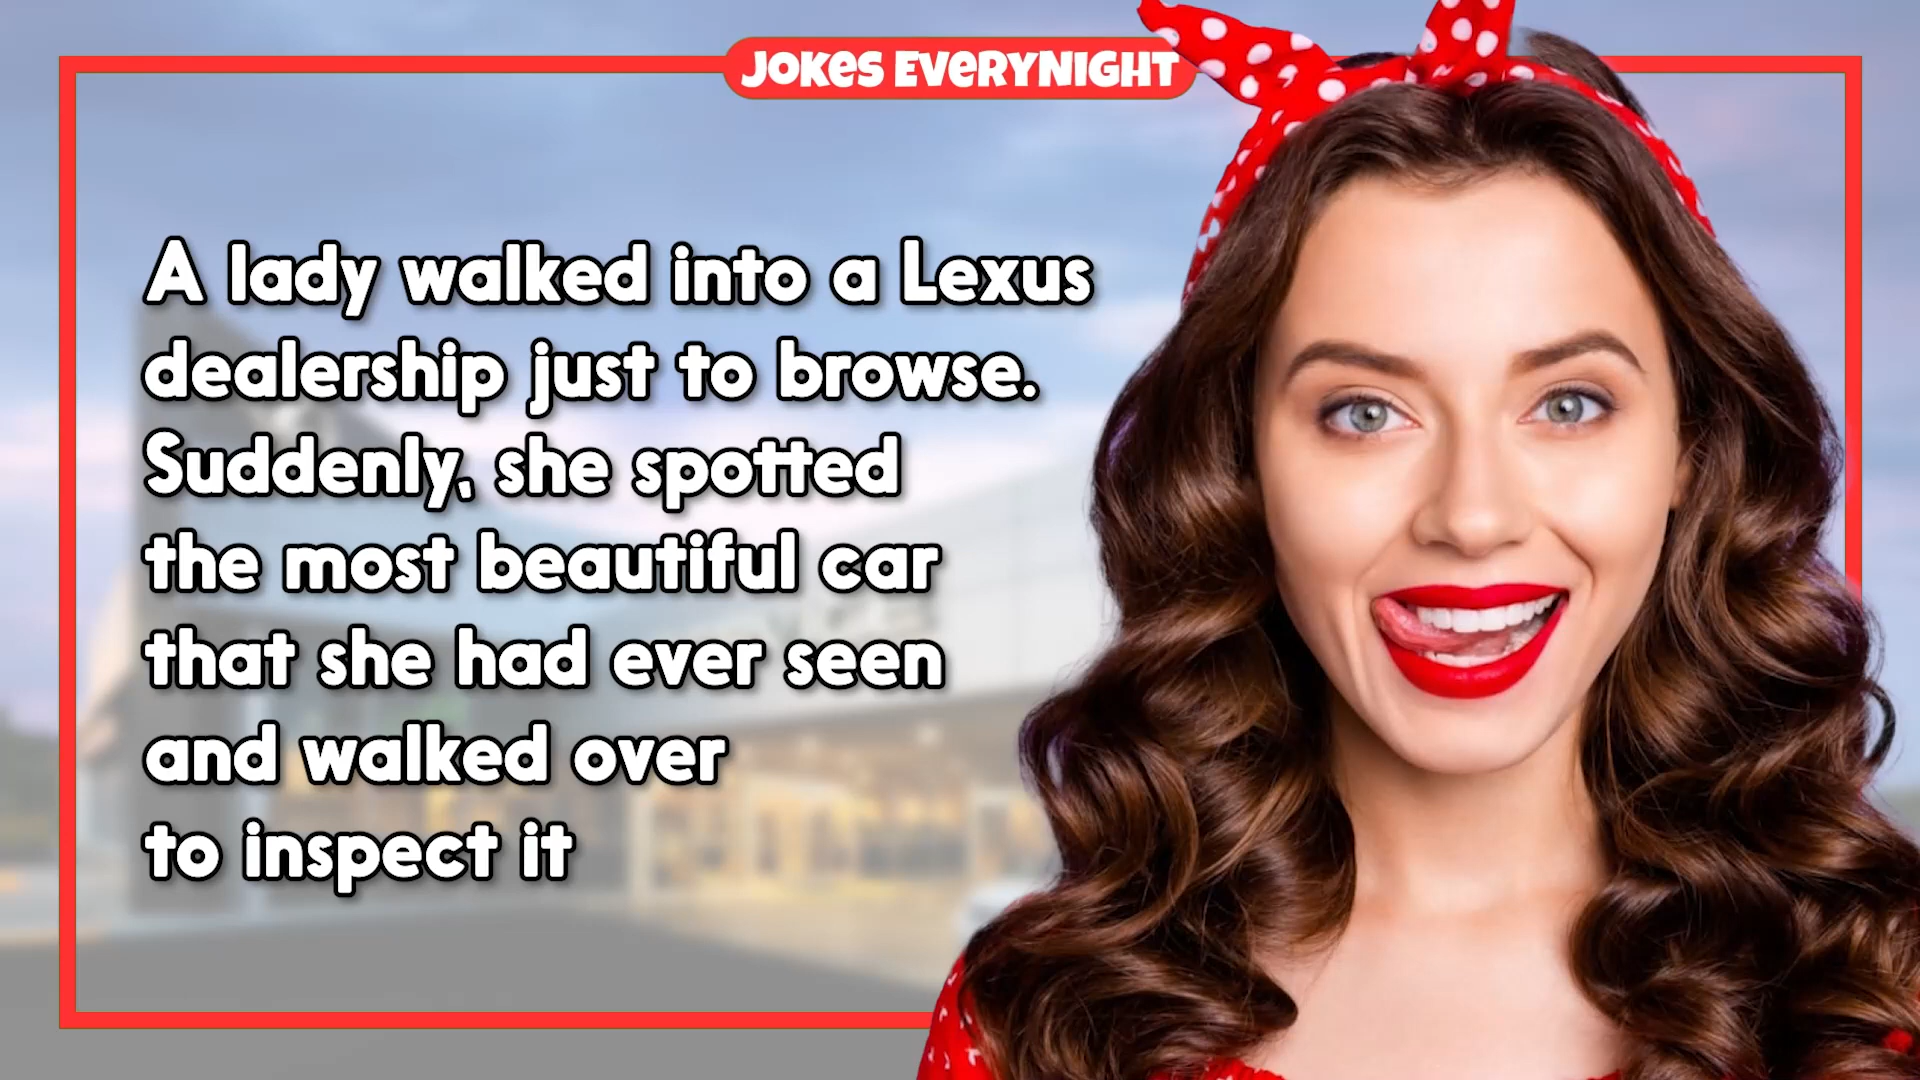 JOKES EVERYNIGHT
A lady walked into a Lexus
dealership just to browse.
Suddenly, she spotted
the most beautiful car
that she had ever seen
and walked over
to inspect it